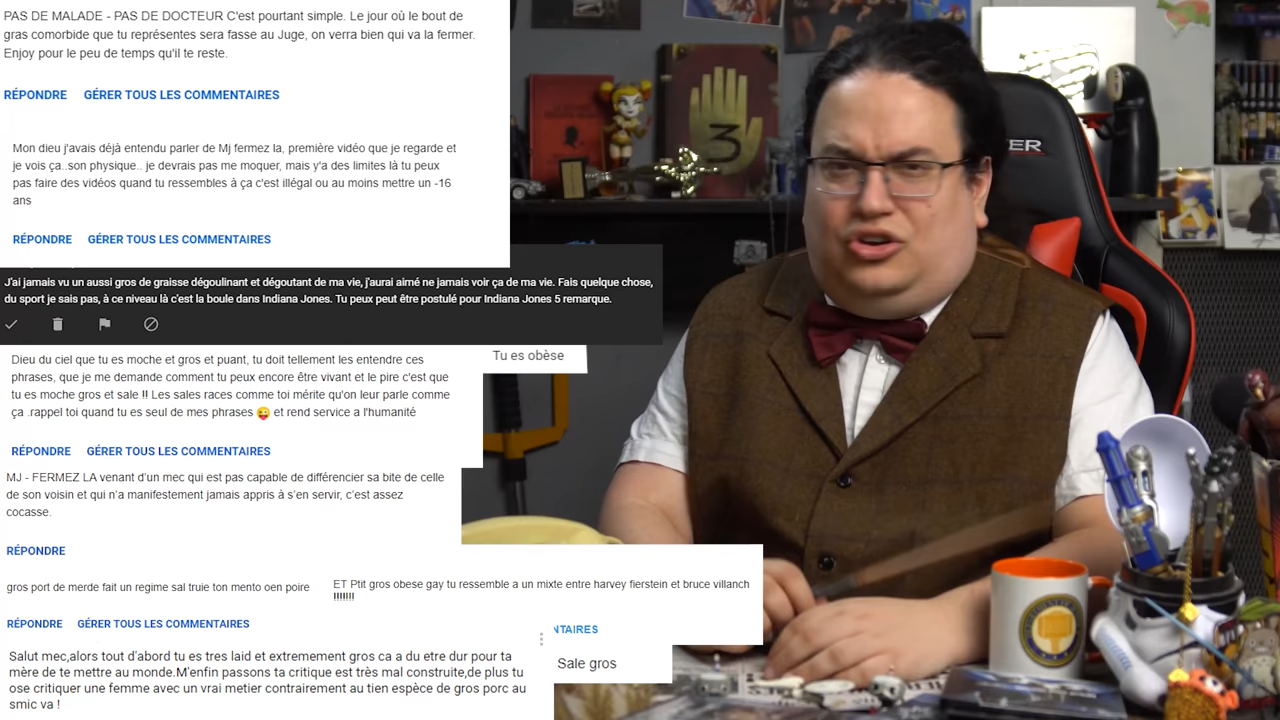 PAS DE MALADE - PAS DE DOCTEUR C'est pourtant simple. Le jour où le bout de
gras comorbide que tu représentes sera fasse au Juge, on verra bien qui va la fermer.
Enjoy pour le peu de temps qu'il te reste.
RÉPONDRE GÉRER TOUS LES COMMENTAIRES
Mon dieu j'avais déjà entendu parler de Mj fermez la, première vidéo que je regarde et
je vois ça..son physique.. je devrais pas me moquer, mais y'a des limites là tu peux
pas faire des vidéos quand tu ressembles à ça c'est illégal ou au moins mettre un -16
ans
RÉPONDRE GÉRER TOUS LES COMMENTAIRES
J'ai jamais vu un aussi gros de graisse dégoulinant et dégoutant de ma vie, j'aurai aimé ne jamais voir ça de ma vie. Fais quelque chose,
du sport je sais pas, à ce niveau là c'est la boule dans Indiana Jones. Tu peux peut être postulé pour Indiana Jones 5 remarque.
Tu es obèse
Dieu du ciel que tu es moche et gros et puant, tu doit tellement les entendre ces
phrases, que je me demande comment tu peux encore être vivant et le pire c'est que
tu es moche gros et sale !! Les sales races comme toi mérite qu'on leur parle comme
ça .rappel toi quand tu es seul de mes phrases 😜 et rend service a l'humanité
RÉPONDRE GÉRER TOUS LES COMMENTAIRES
MJ - FERMEZ LA venant d'un mec qui est pas capable de différencier sa bite de celle
de son voisin et qui n'a manifestement jamais appris à s'en servir, c'est assez
cocasse.
RÉPONDRE
gros port de merde fait un regime sal truie ton mento oen poire
RÉPONDRE GÉRER TOUS LES COMMENTAIRES
ET Ptit gros obese gay tu ressemble a un mixte entre harvey fierstein et bruce villanch
!!!!!!!
NTAIRES
Sale gros
Salut mec,alors tout d'abord tu es tres laid et extremement gros ca a du etre dur pour ta
mère de te mettre au monde.M'enfin passons ta critique est très mal construite,de plus tu
ose critiquer une femme avec un vrai metier contrairement au tien espèce de gros porc au
smic va !
3
ER